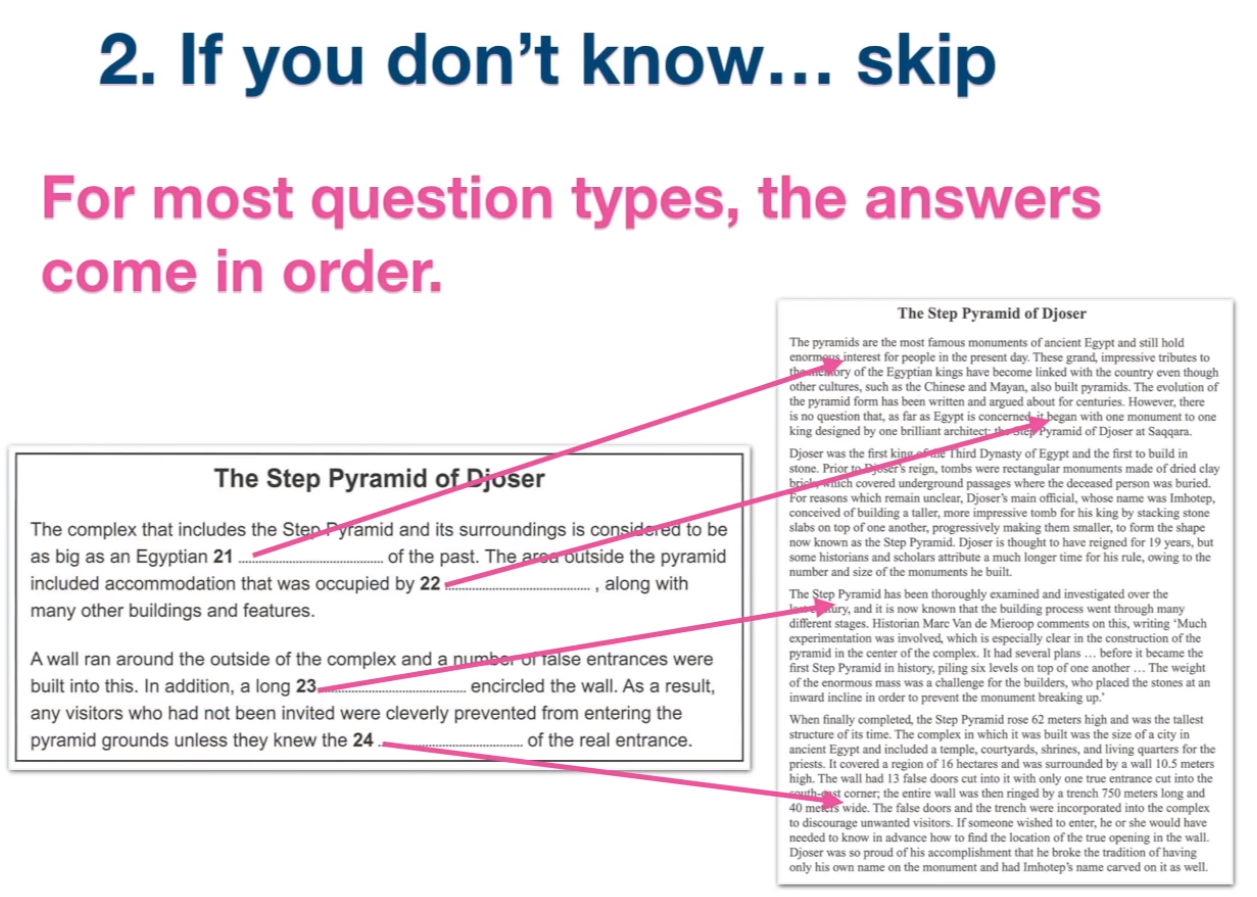 2. If you don’t know… skip
For most question types, the answers
come in order.
The Step Pyramid of Djoser
The complex that includes the Step Pyramid and its surroundings is considered to be
as big as an Egyptian 21 ........................................ of the past. The area outside the pyramid
included accommodation that was occupied by 22 ........................................ , along with
many other buildings and features.
A wall ran around the outside of the complex and a number of false entrances were
built into this. In addition, a long 23 ........................................ encircled the wall. As a result,
any visitors who had not been invited were cleverly prevented from entering the
pyramid grounds unless they knew the 24 ........................................ of the real entrance.
The Step Pyramid of Djoser
The pyramids are the most famous monuments of ancient Egypt and still hold
enormous interest for people in the present day. These grand, impressive tributes to
the memory of the Egyptian kings have become linked with the country even though
other cultures, such as the Chinese and Mayan, also built pyramids. The evolution of
the pyramid form has been written and argued about for centuries. However, there
is no question that, as far as Egypt is concerned, it began with one monument to one
king designed by one brilliant architect: the Step Pyramid of Djoser at Saqqara.
Djoser was the first king of the Third Dynasty of Egypt and the first to build in
stone. Prior to Djoser’s reign, tombs were rectangular monuments made of dried clay
brick, which covered underground passages where the deceased person was buried.
For reasons which remain unclear, Djoser’s main official, whose name was Imhotep,
conceived of building a taller, more impressive tomb for his king by stacking stone
slabs on top of one another, progressively making them smaller, to form the shape
now known as the Step Pyramid. Djoser is thought to have reigned for 19 years, but
some historians and scholars attribute a much longer time for his rule, owing to the
number and size of the monuments he built.
The Step Pyramid has been thoroughly examined and investigated over the
last century, and it is now known that the building process went through many
different stages. Historian Marc Van de Mieroop comments on this, writing ‘Much
experimentation was involved, which is especially clear in the construction of the
pyramid in the center of the complex. It had several plans … before it became the
first Step Pyramid in history, piling six levels on top of one another … The weight
of the enormous mass was a challenge for the builders, who placed the stones at an
inward incline in order to prevent the monument breaking up.’
When finally completed, the Step Pyramid rose 62 meters high and was the tallest
structure of its time. The complex in which it was built was the size of a city in
ancient Egypt and included a temple, courtyards, shrines, and living quarters for the
priests. It covered a region of 16 hectares and was surrounded by a wall 10.5 meters
high. The wall had 13 false doors cut into it with only one true entrance cut into the
south-east corner; the entire wall was then ringed by a trench 750 meters long and
40 meters wide. The false doors and the trench were incorporated into the complex
to discourage unwanted visitors. If someone wished to enter, he or she would have
needed to know in advance how to find the location of the true opening in the wall.
Djoser was so proud of his accomplishment that he broke the tradition of having
only his own name on the monument and had Imhotep’s name carved on it as well.